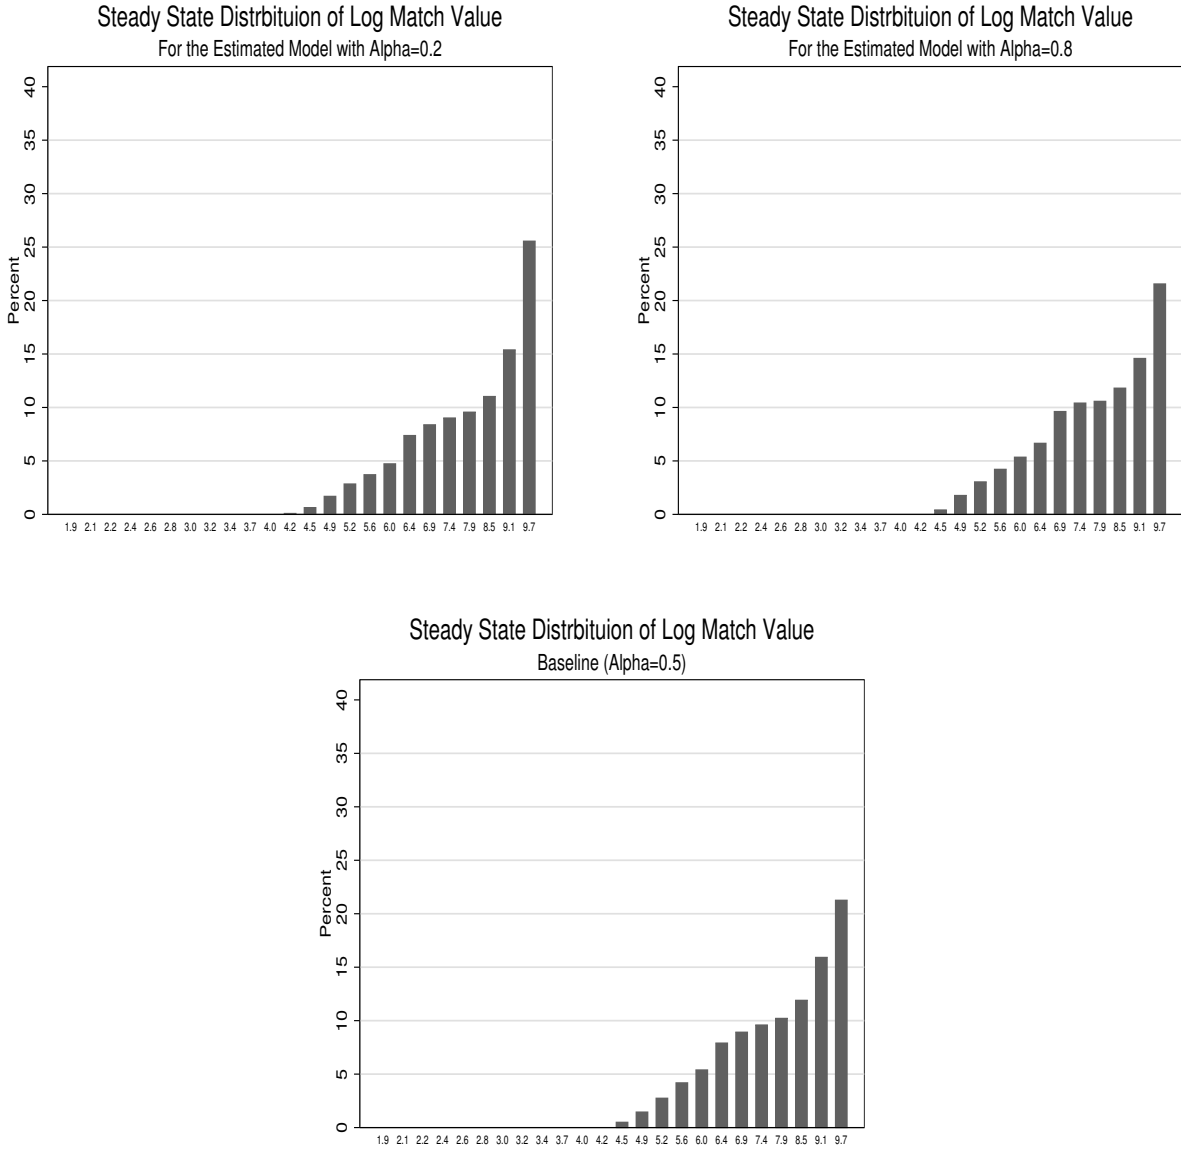 Steady State Distrbituion of Log Match Value
For the Estimated Model with Alpha=0.2
Percent
0 5 10 15 20 25 30 35 40
1.9 2.1 2.2 2.4 2.6 2.8 3.0 3.2 3.4 3.7 4.0 4.2 4.5 4.9 5.2 5.6 6.0 6.4 6.9 7.4 7.9 8.5 9.1 9.7
Steady State Distrbituion of Log Match Value
For the Estimated Model with Alpha=0.8
Percent
0 5 10 15 20 25 30 35 40
1.9 2.1 2.2 2.4 2.6 2.8 3.0 3.2 3.4 3.7 4.0 4.2 4.5 4.9 5.2 5.6 6.0 6.4 6.9 7.4 7.9 8.5 9.1 9.7
Steady State Distrbituion of Log Match Value
Baseline (Alpha=0.5)
Percent
0 5 10 15 20 25 30 35 40
1.9 2.1 2.2 2.4 2.6 2.8 3.0 3.2 3.4 3.7 4.0 4.2 4.5 4.9 5.2 5.6 6.0 6.4 6.9 7.4 7.9 8.5 9.1 9.7